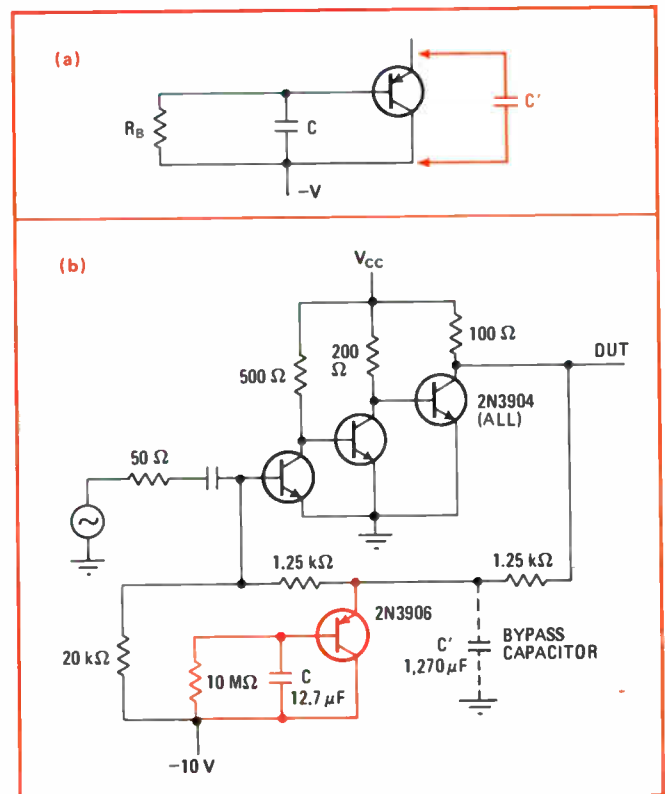 (a)
R_B
C
C'
-V
(b)
V_CC
500 Ω
200
Ω
100 Ω
OUT
2N3904
(ALL)
50 Ω
1.25 kΩ
1.25 kΩ
2N3906
20 kΩ
10 MΩ
C
12.7 µF
C'
1,270 µF
BYPASS
CAPACITOR
-10 V